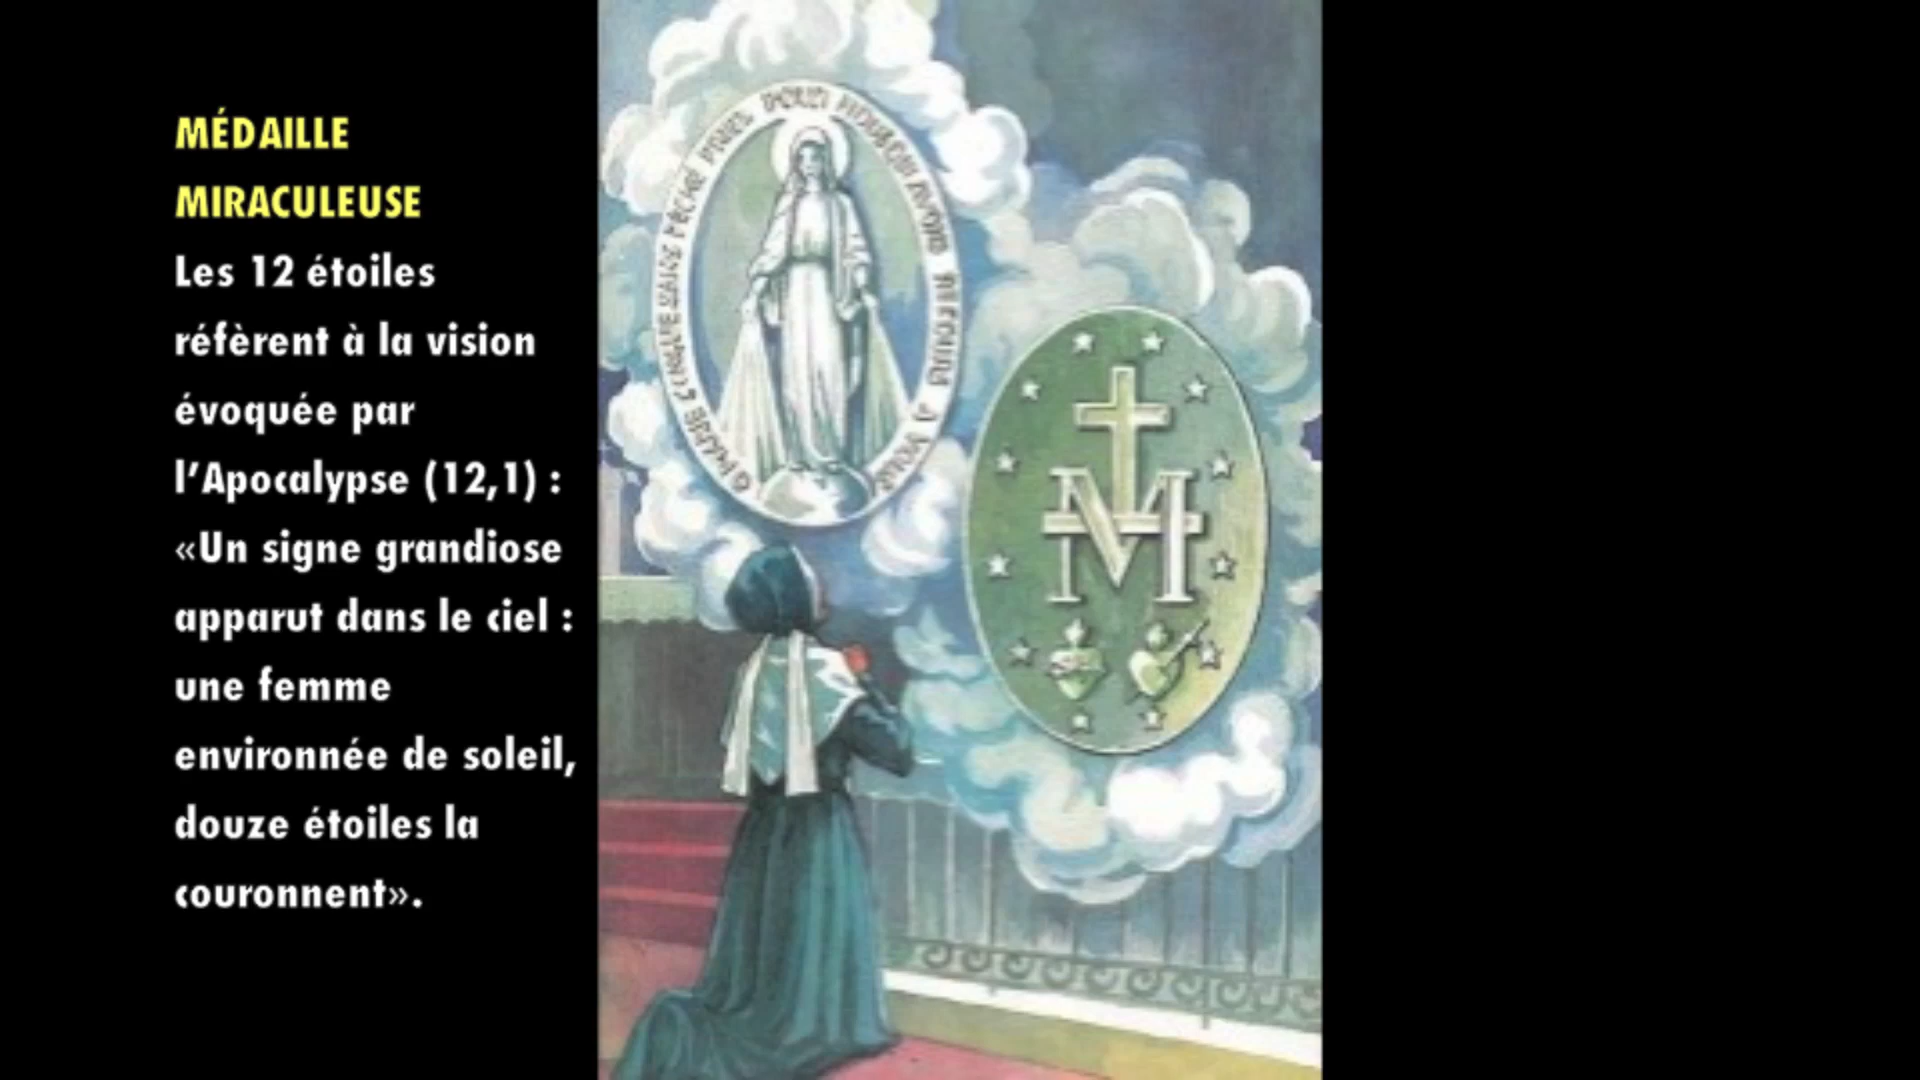 MÉDAILLE
MIRACULEUSE
Les 12 étoiles
réfèrent à la vision
évoquée par
l’Apocalypse (12,1) :
«Un signe grandiose
apparut dans le ciel :
une femme
environnée de soleil,
douze étoiles la
couronnent».
M